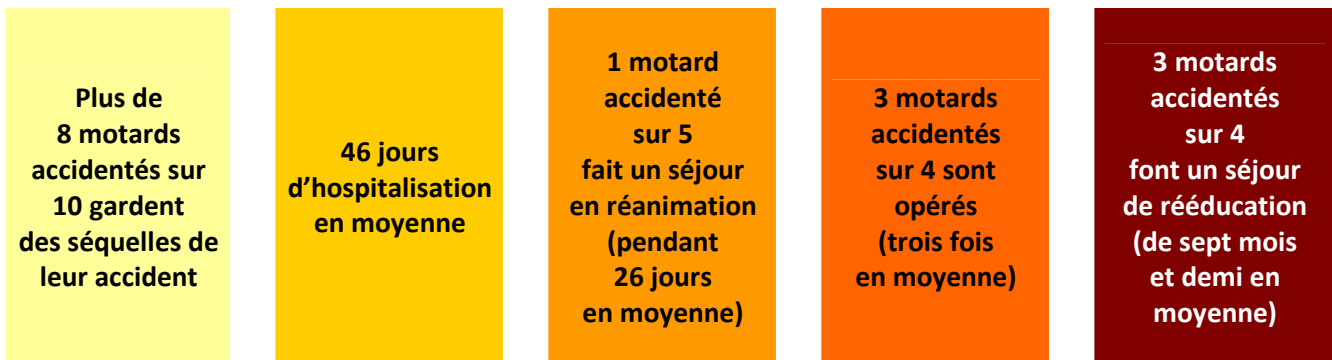 Plus de
8 motards
accidentés sur
10 gardent
des séquelles de
leur accident
46 jours
d’hospitalisation
en moyenne
1 motard
accidenté
sur 5
fait un séjour
en réanimation
(pendant
26 jours
en moyenne)
3 motards
accidentés
sur 4 sont
opérés
(trois fois
en moyenne)
3 motards
accidentés
sur 4
font un séjour
de rééducation
(de sept mois
et demi en
moyenne)